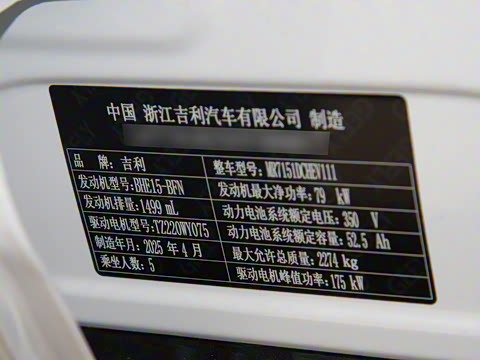 中国 浙江吉利汽车有限公司 制造
品 牌:吉利
整车型号:MR7151DCHEV111
发动机型号:BHE15-BFN
发动机最大净功率:79 kW
发动机排量:1499 mL
动力电池系统额定电压:350 V
驱动电机型号:TZ220WY075
动力电池系统额定容量:52.5 Ah
制造年月:2025 年 4 月
最大允许总质量:2274 kg
乘坐人数:5
驱动电机峰值功率:175 kW